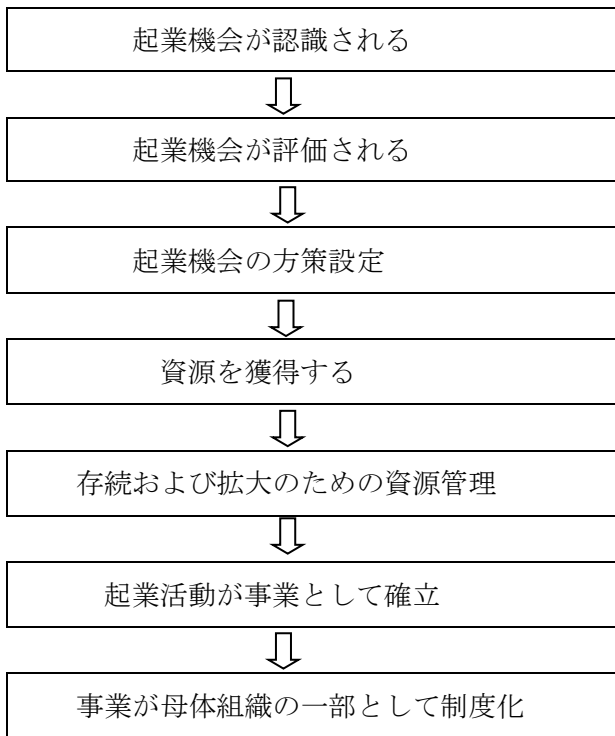 起業機会が認識される
起業機会が評価される
起業機会の方策設定
資源を獲得する
存続および拡大のための資源管理
起業活動が事業として確立
事業が母体組織の一部として制度化